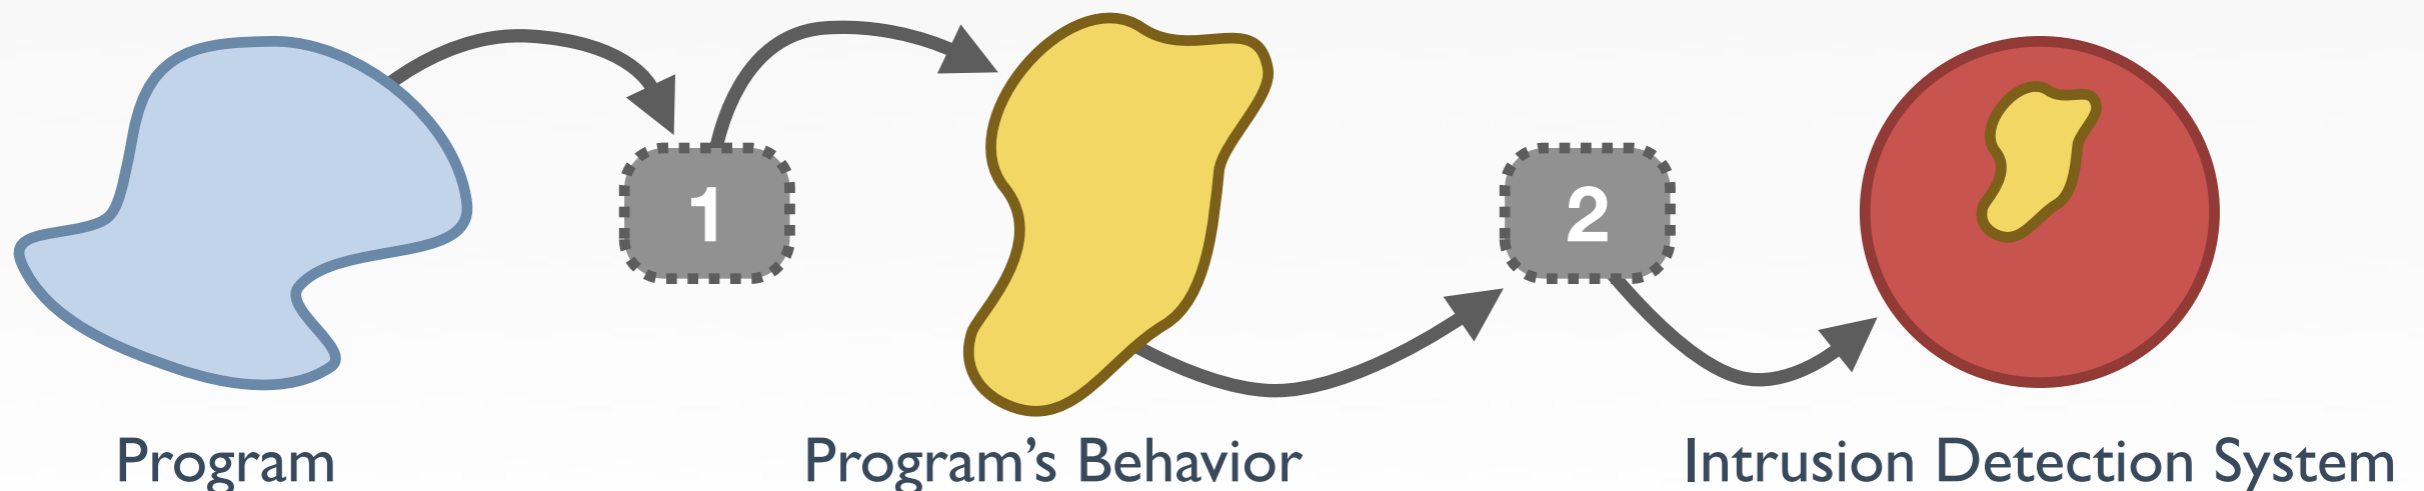 1
2
Program
Program's Behavior
Intrusion Detection System